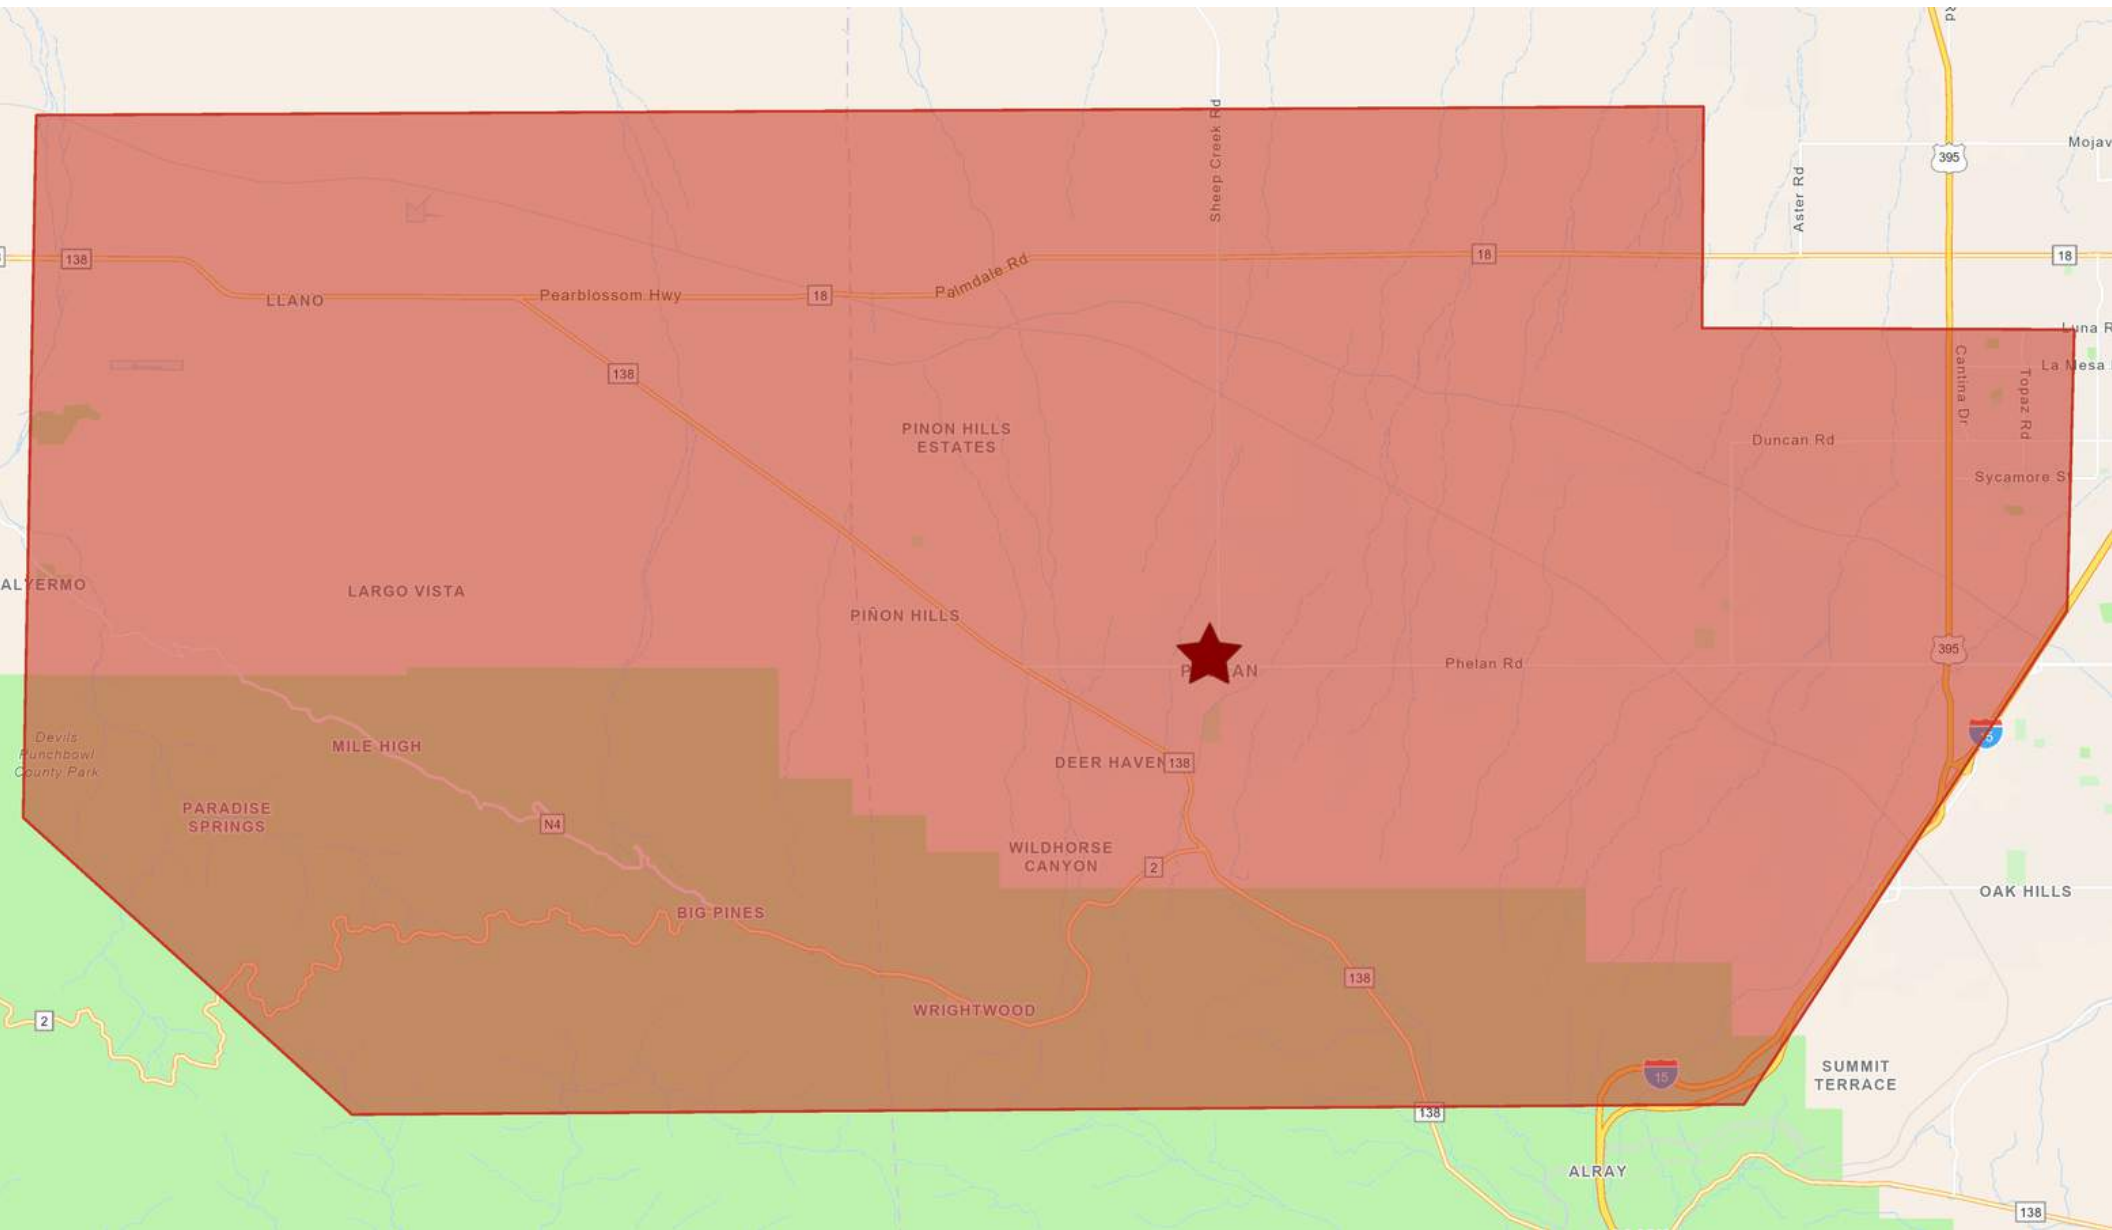 Rd
395
Mojav
Sheep Creek Rd
Aster Rd
138
18
18
18
Palmdale Rd
Pearblossom Hwy
LLANO
Luna R
Cantina Dr
Topaz Rd
La Mesa
138
PINON HILLS
ESTATES
Duncan Rd
Sycamore St
ALYERMO
LARGO VISTA
PIÑON HILLS
Phelan Rd
395
15
Devils
Punchbowl
County Park
MILE HIGH
DEER HAVEN
138
PARADISE
SPRINGS
N4
WILDHORSE
CANYON
2
OAK HILLS
BIG PINES
138
WRIGHTWOOD
2
15
SUMMIT
TERRACE
138
ALRAY
138